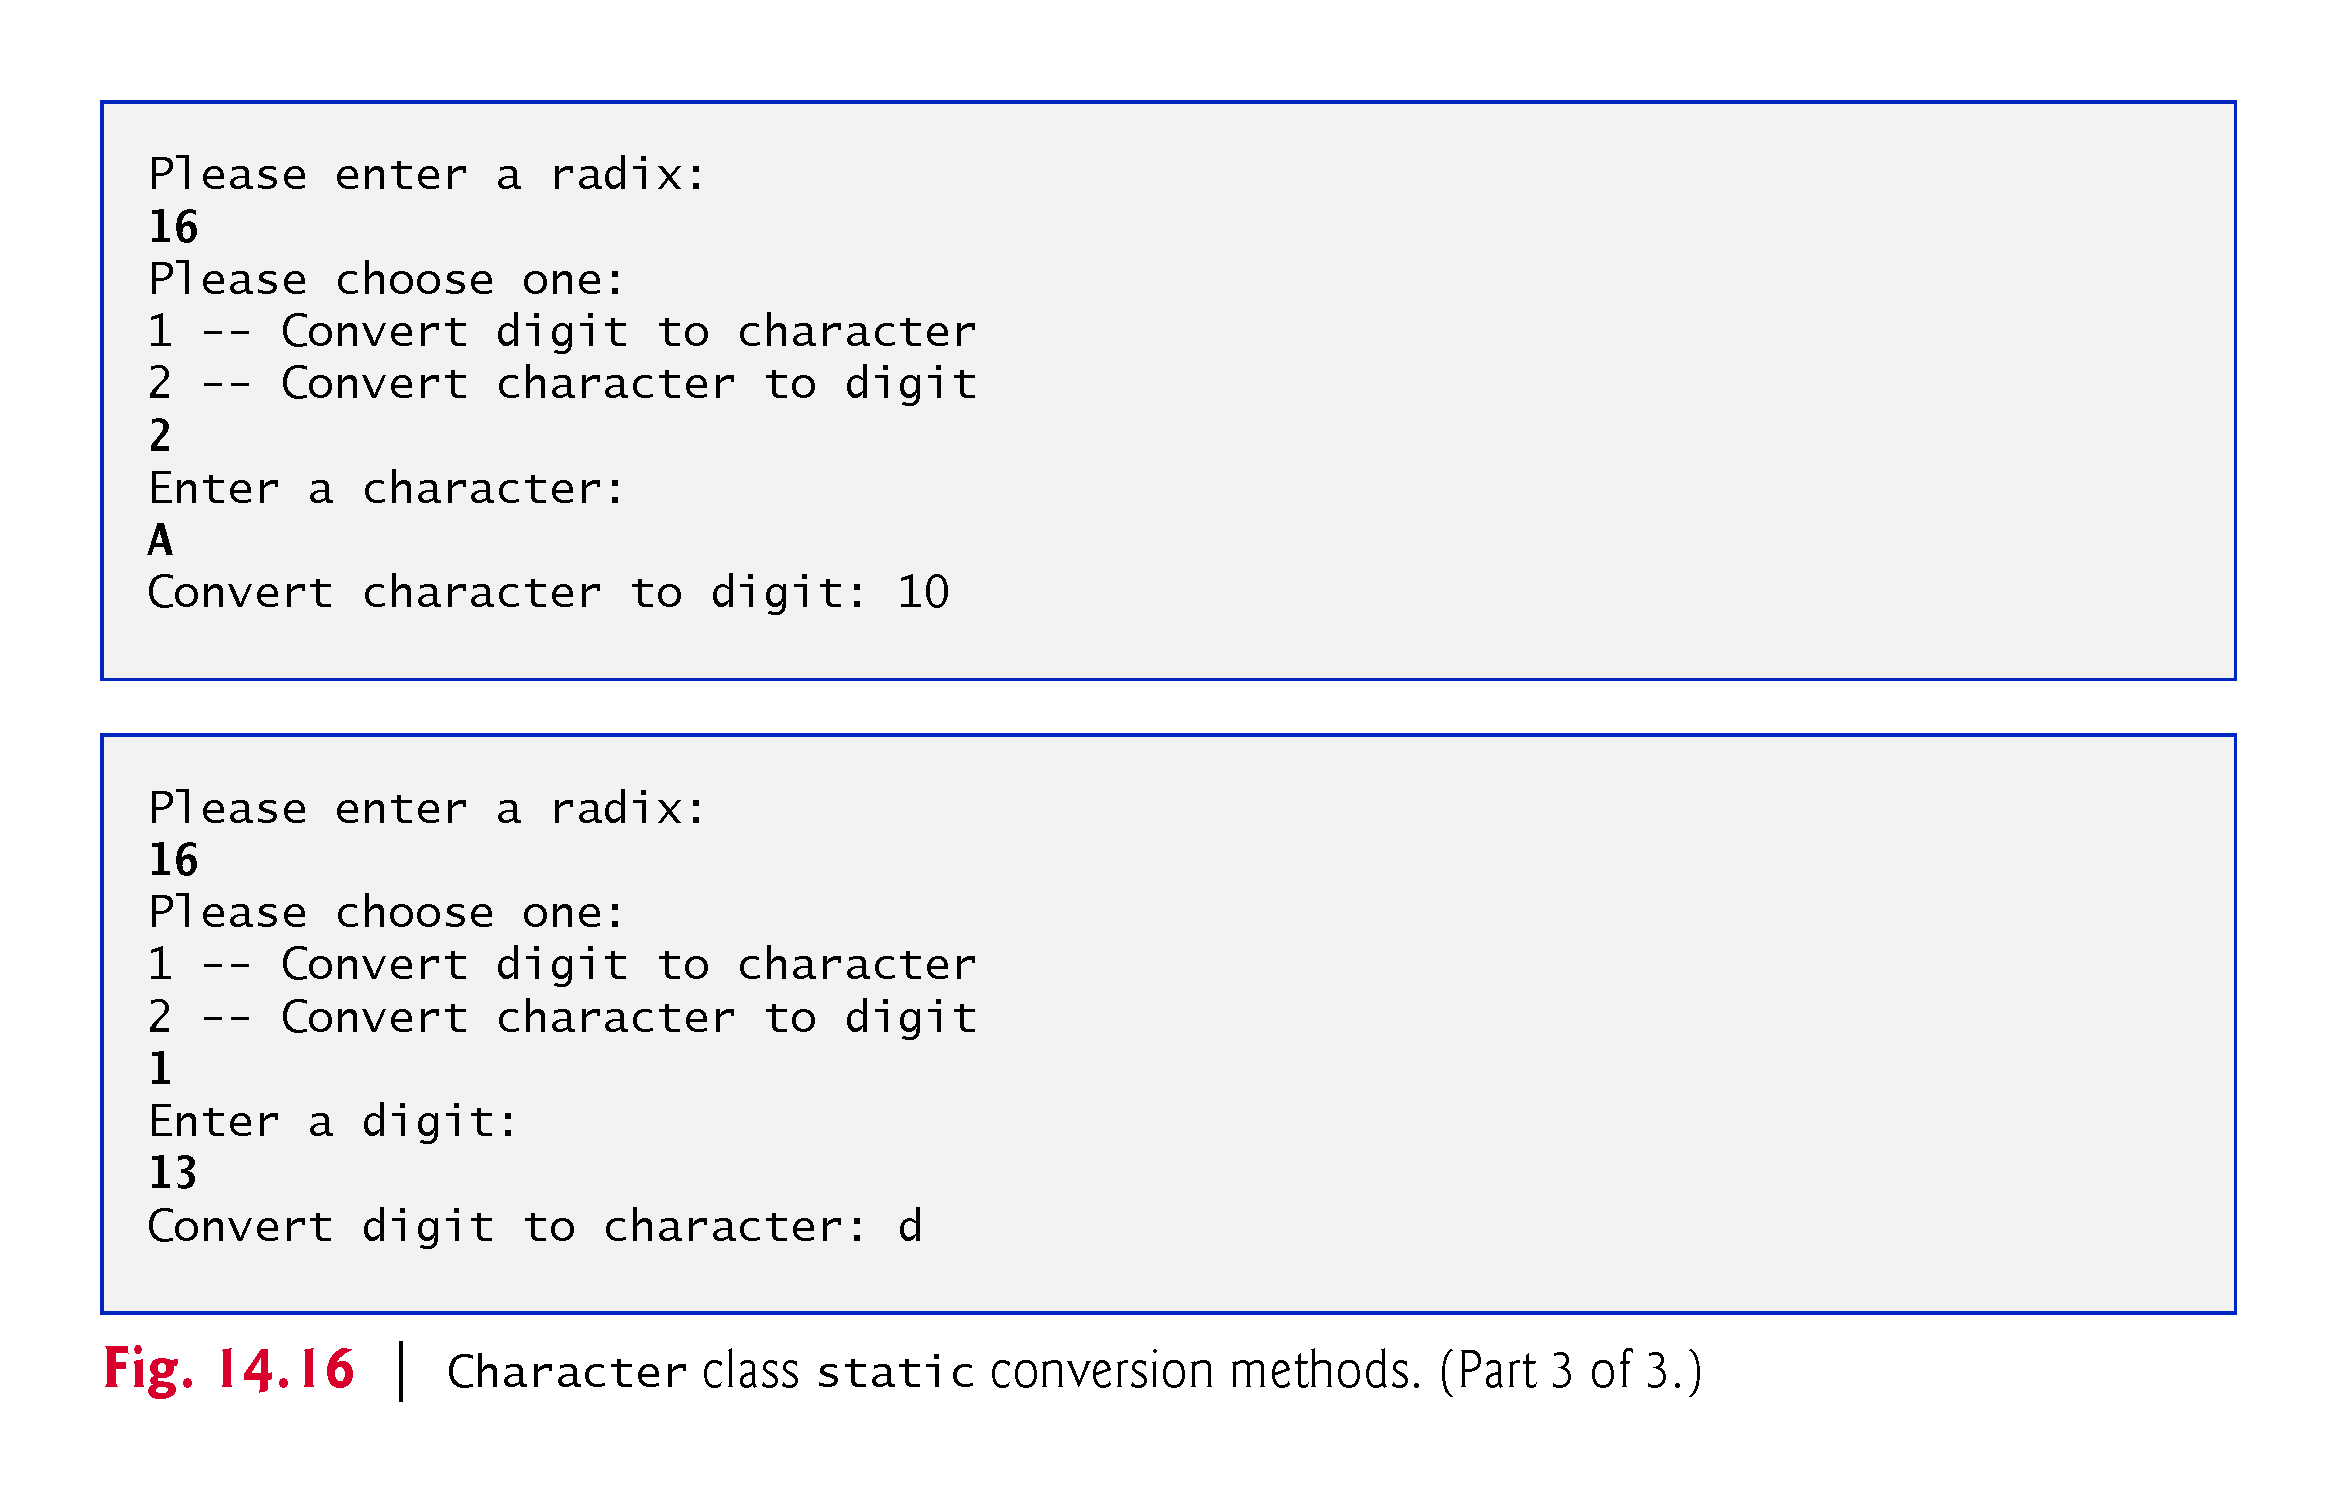 Please enter a radix:
16
Please choose one:
1 -- Convert digit to character
2 -- Convert character to digit
2
Enter a character:
A
Convert character to digit: 10
Please enter a radix:
16
Please choose one:
1 -- Convert digit to character
2 -- Convert character to digit
1
Enter a digit:
13
Convert digit to character: d
Fig. 14.16 | Character class static conversion methods. (Part 3 of 3.)